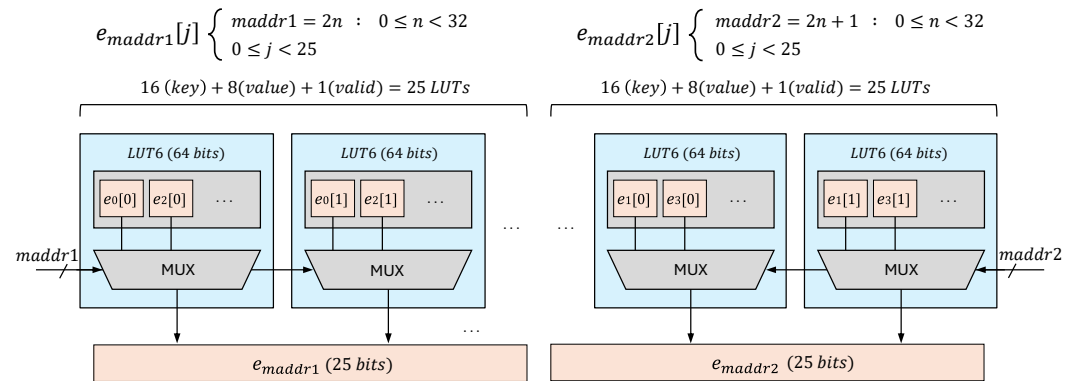 e_maddr1[j] { maddr1 = 2n : 0 ≤ n < 32
0 ≤ j < 25
e_maddr2[j] { maddr2 = 2n + 1 : 0 ≤ n < 32
0 ≤ j < 25
16 (key) + 8(value) + 1(valid) = 25 LUTs
16 (key) + 8(value) + 1(valid) = 25 LUTs
LUT6 (64 bits)
LUT6 (64 bits)
LUT6 (64 bits)
LUT6 (64 bits)
e0[0] e2[0] ...
e0[1] e2[1] ...
e1[0] e3[0] ...
e1[1] e3[1] ...
... ...
maddr1
MUX
MUX
MUX
MUX
maddr2
...
e_maddr1 (25 bits)
e_maddr2 (25 bits)